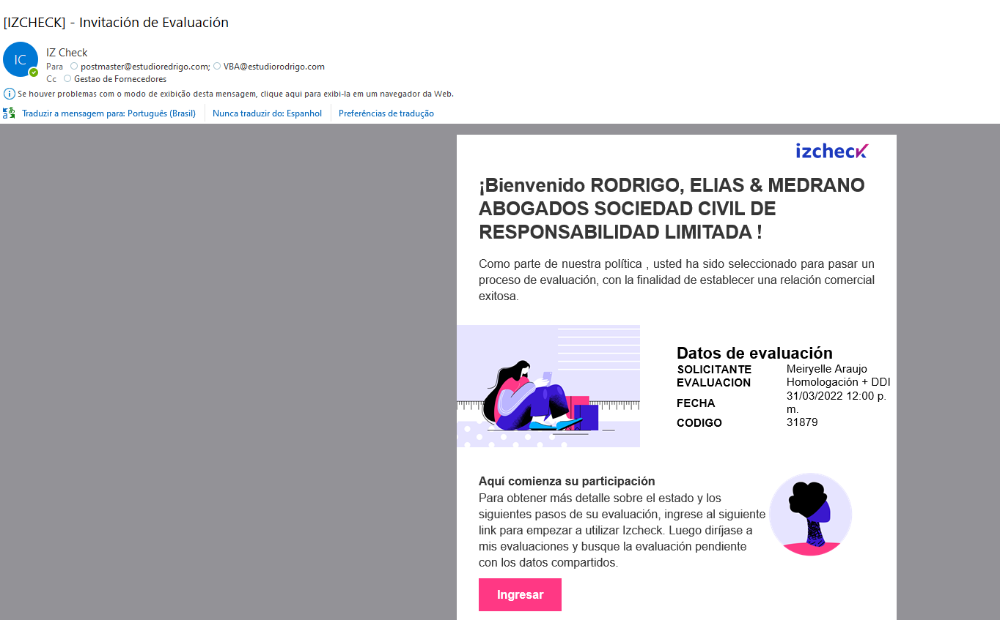 [IZCHECK] - Invitación de Evaluación
IC
IZ Check
Para postmaster@estudioredrigo.com; VBA@estudiorodrigo.com
Cc Gestao de Fornecedores
Se houver problemas com o modo de exibição desta mensagem, clique aqui para exibi-la em um navegador da Web.
Traduzir a mensagem para: Português (Brasil) Nunca traduzir do: Espanhol Preferências de tradução
izcheck
¡Bienvenido RODRIGO, ELIAS & MEDRANO
ABOGADOS SOCIEDAD CIVIL DE
RESPONSABILIDAD LIMITADA !
Como parte de nuestra política , usted ha sido seleccionado para pasar un
proceso de evaluación, con la finalidad de establecer una relación comercial
exitosa.
Datos de evaluación
SOLICITANTE Meiryelle Araujo
EVALUACION Homologación + DDI
FECHA 31/03/2022 12:00 p.
m.
CODIGO 31879
Aquí comienza su participación
Para obtener más detalle sobre el estado y los
siguientes pasos de su evaluación, ingrese al siguiente
link para empezar a utilizar Izcheck. Luego diríjase a
mis evaluaciones y busque la evaluación pendiente
con los datos compartidos.
Ingresar